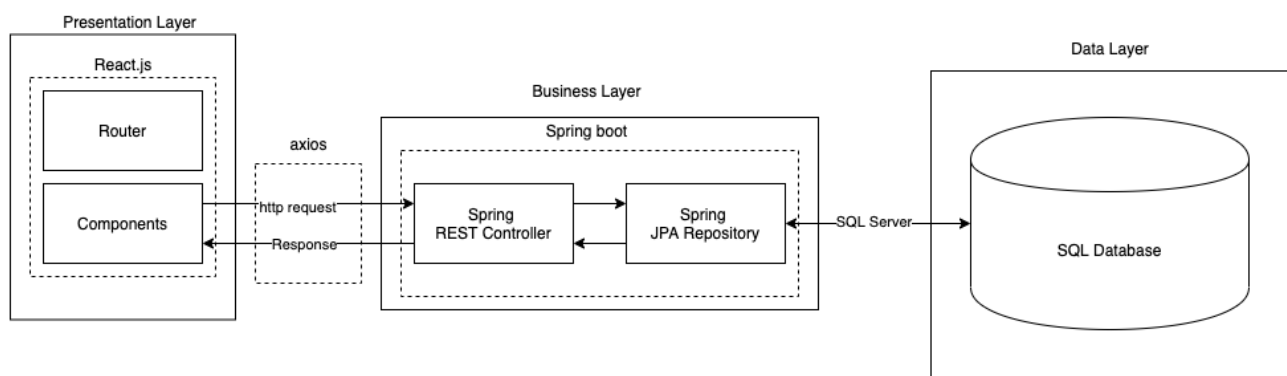 Presentation Layer
React.js
Router
Components
axios
http request
Response
Business Layer
Spring boot
Spring
REST Controller
Spring
JPA Repository
SQL Server
Data Layer
SQL Database